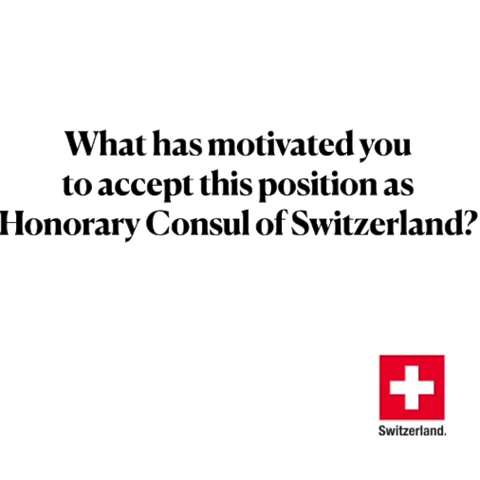 What has motivated you
to accept this position as
Honorary Consul of Switzerland?
Switzerland.